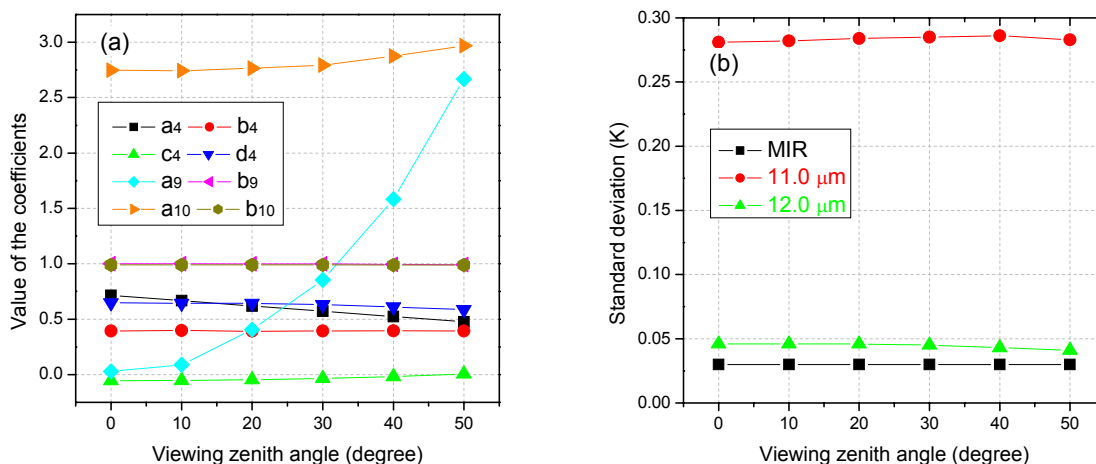 (a)
3.0
2.5
2.0
1.5
1.0
0.5
0.0
Value of the coefficients
a4 b4
c4 d4
a9 b9
a10 b10
0 10 20 30 40 50
Viewing zenith angle (degree)
(b)
0.30
0.25
0.20
0.15
0.10
0.05
0.00
Standard deviation (K)
MIR
11.0 μm
12.0 μm
0 10 20 30 40 50
Viewing zenith angle (degree)